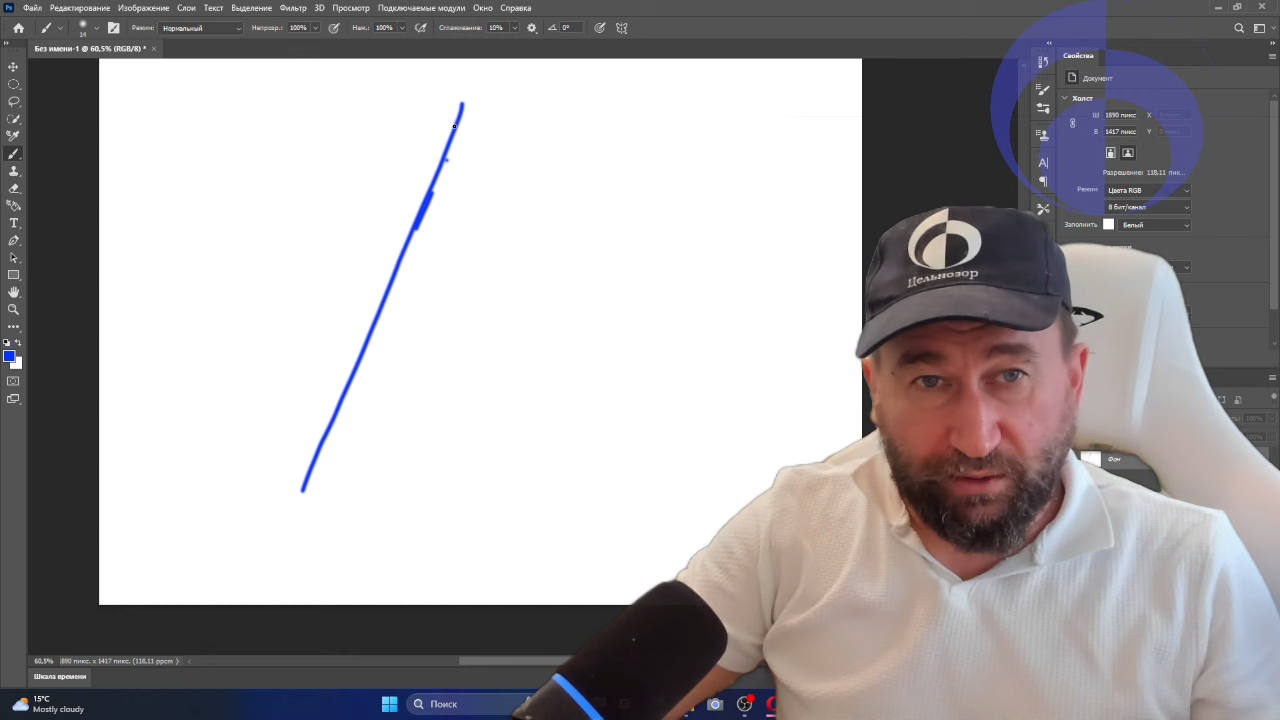 Файл Редактирование Изображение Слои Текст Выделение Фильтр 3D Просмотр Подключаемые модули Окно Справка
14 Режим: Нормальный Непрозр.: 100% Наж.: 100% Сглаживание: 10% 0°
Без имени-1 @ 60,5% (RGB/8) *
Свойства
Документ
Холст
Ш 1890 пикс X
В 1417 пикс Y
Разрешение: 118,11 пик...
Режим Цвета RGB
8 бит/канал
Заполнить Белый
Цельнозор
Фон
60,5% 1890 пикс. x 1417 пикс. (118,11 ppcm)
Шкала времени
15°C
Mostly cloudy
Поиск